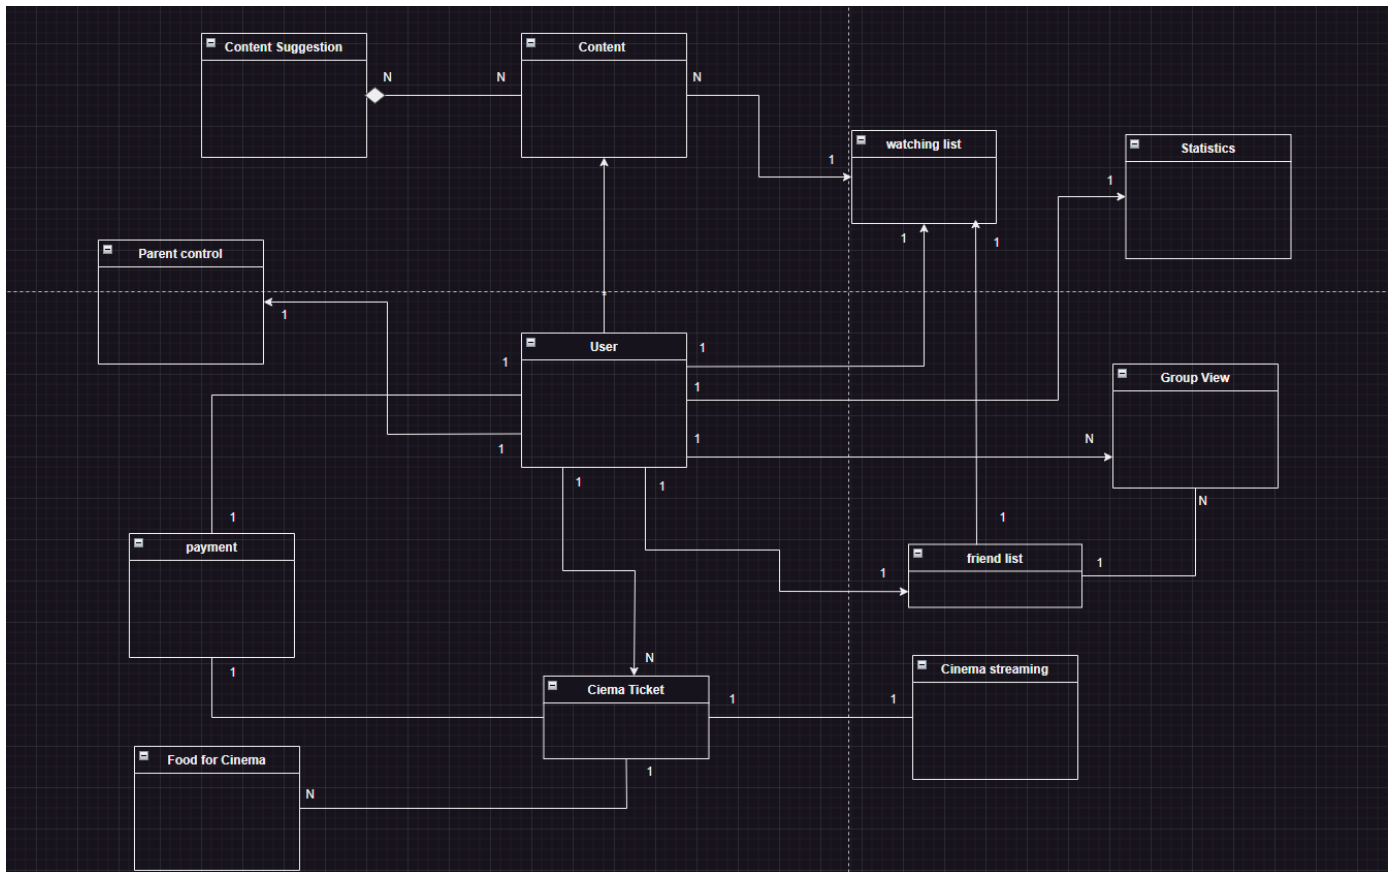 Content Suggestion
Content
N
N
N
watching list
1
Statistics
1
Parent control
1
1
1
*
User
1
1
1
1
1
Group View
N
N
1
1
1
payment
1
1
friend list
1
1
N
Ciema Ticket
1
1
Cinema streaming
1
Food for Cinema
N
1